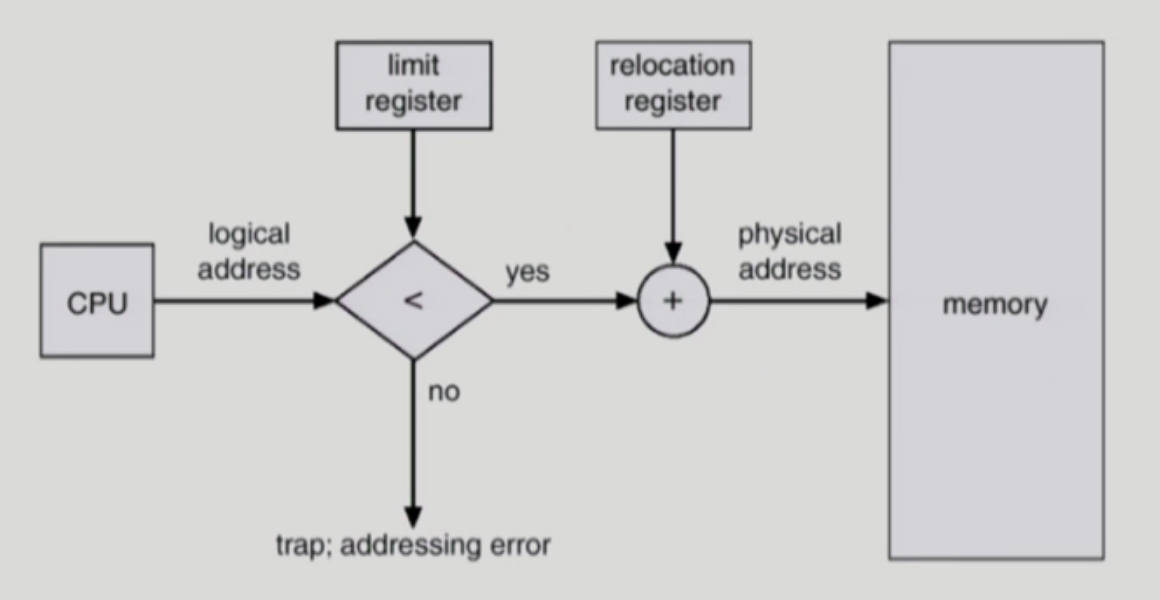 limit
register
relocation
register
logical
address
physical
address
CPU
<
yes
+
memory
no
trap; addressing error